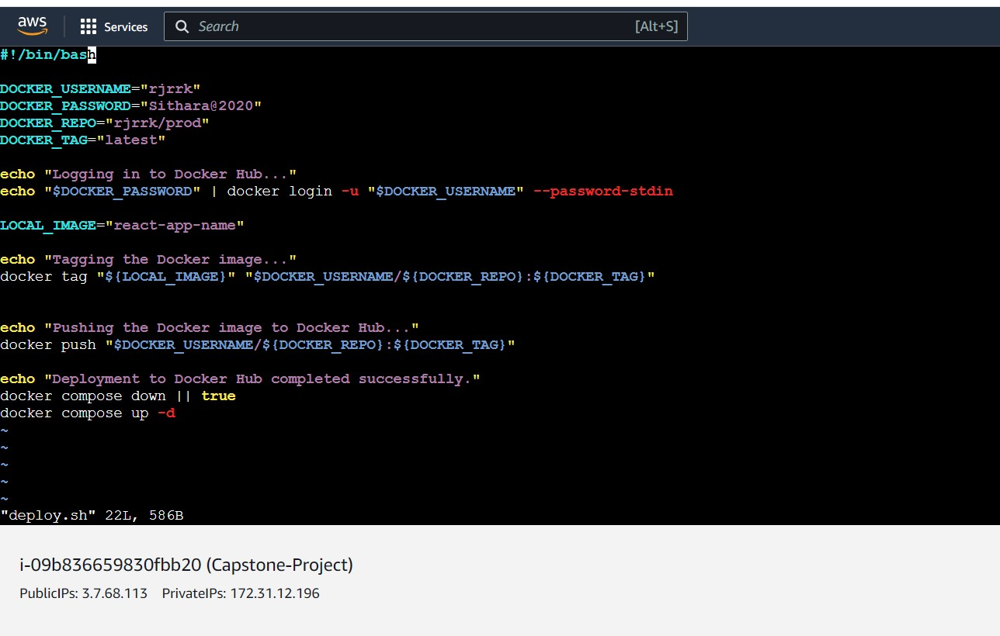 aws
Services
Search
[Alt+S]
#!/bin/bash
DOCKER_USERNAME="rjrrk"
DOCKER_PASSWORD="Sithara@2020"
DOCKER_REPO="rjrrk/prod"
DOCKER_TAG="latest"
echo "Logging in to Docker Hub..."
echo "$DOCKER_PASSWORD" | docker login -u "$DOCKER_USERNAME" --password-stdin
LOCAL_IMAGE="react-app-name"
echo "Tagging the Docker image..."
docker tag "${LOCAL_IMAGE}" "$DOCKER_USERNAME/${DOCKER_REPO}:${DOCKER_TAG}"
echo "Pushing the Docker image to Docker Hub..."
docker push "$DOCKER_USERNAME/${DOCKER_REPO}:${DOCKER_TAG}"
echo "Deployment to Docker Hub completed successfully."
docker compose down || true
docker compose up -d
~
~
~
~
~
"deploy.sh" 22L, 586B
i-09b836659830fbb20 (Capstone-Project)
PublicIPs: 3.7.68.113 PrivateIPs: 172.31.12.196